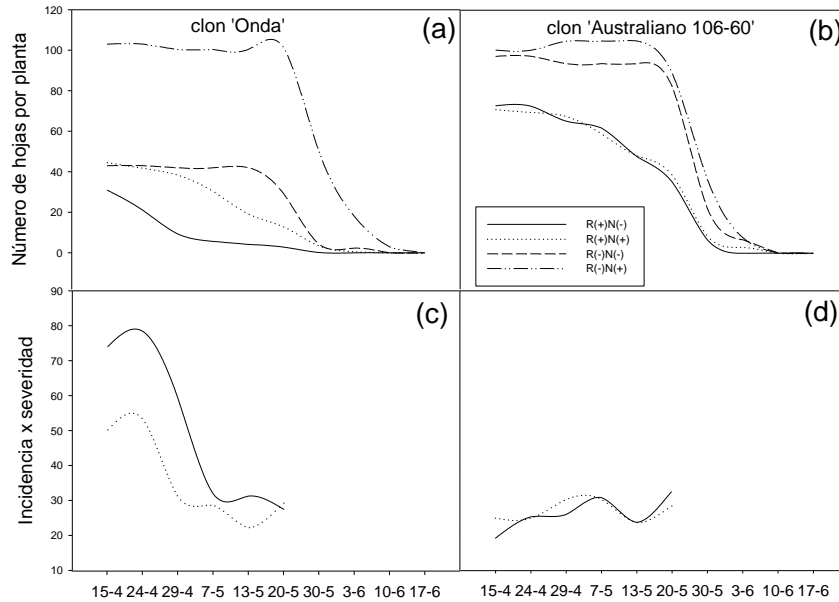 clon 'Onda'
(a)
clon 'Australiano 106-60'
(b)
Número de hojas por planta
120
100
80
60
40
20
0
R(+)N(-)
R(+)N(+)
R(-)N(-)
R(-)N(+)
(c)
(d)
Incidencia x severidad
90
80
70
60
50
40
30
20
10
15-4 24-4 29-4 7-5 13-5 20-5 30-5 3-6 10-6 17-6
15-4 24-4 29-4 7-5 13-5 20-5 30-5 3-6 10-6 17-6